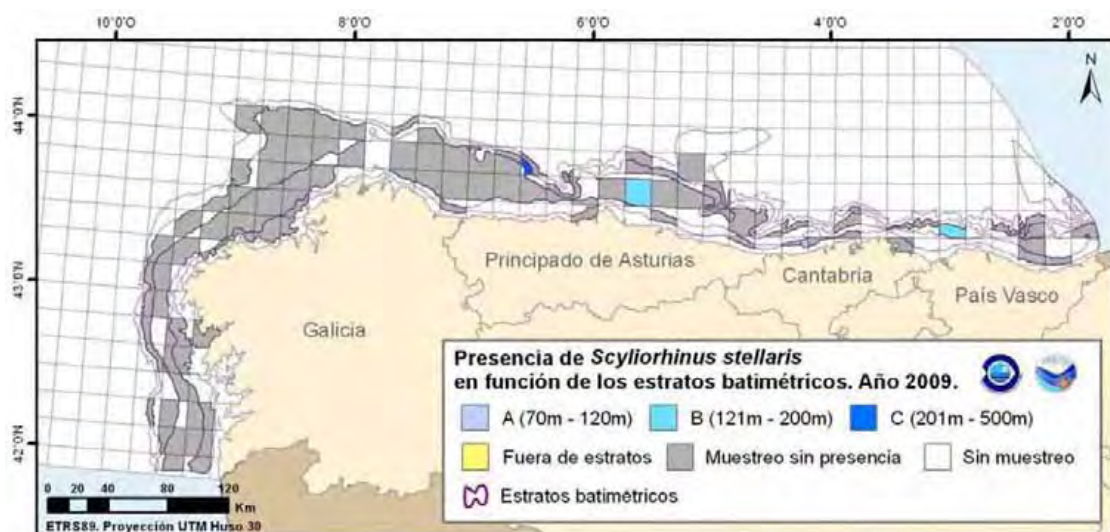 10°0'O 8°0'O 6°0'O 4°0'O 2°0'O
N
44°0'N
43°0'N
42°0'N
Principado de Asturias
Cantabria
País Vasco
Galicia
Presencia de Scyliorhinus stellaris
en función de los estratos batimétricos. Año 2009.
A (70m - 120m) B (121m - 200m) C (201m - 500m)
Fuera de estratos Muestreo sin presencia Sin muestreo
Estratos batimétricos
0 20 40 80 120
Km
ETRS89. Proyección UTM Huso 30